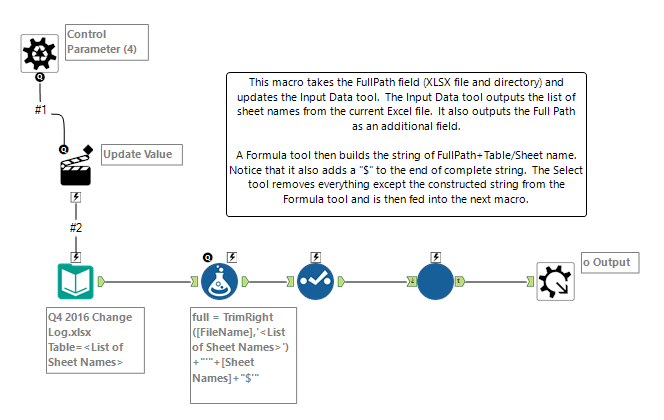 Control
Parameter (4)
#1
Update Value
#2
This macro takes the FullPath field (XLSX file and directory) and
updates the Input Data tool. The Input Data tool outputs the list of
sheet names from the current Excel file. It also outputs the Full Path
as an additional field.
A Formula tool then builds the string of FullPath+Table/Sheet name.
Notice that it also adds a "$" to the end of complete string. The Select
tool removes everything except the constructed string from the
Formula tool and is then fed into the next macro.
o Output
Q4 2016 Change
Log.xlsx
Table=<List of
Sheet Names>
full = TrimRight
([FileName],'<List
of Sheet Names>')
+"'"+[Sheet
Names]+"$'"